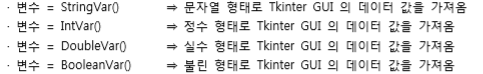 · 변수 = StringVar() ⇒ 문자열 형태로 Tkinter GUI 의 데이터 값을 가져옴
· 변수 = IntVar() ⇒ 정수 형태로 Tkinter GUI 의 데이터 값을 가져옴
· 변수 = DoubleVar() ⇒ 실수 형태로 Tkinter GUI 의 데이터 값을 가져옴
· 변수 = BooleanVar() ⇒ 불린 형태로 Tkinter GUI 의 데이터 값을 가져옴